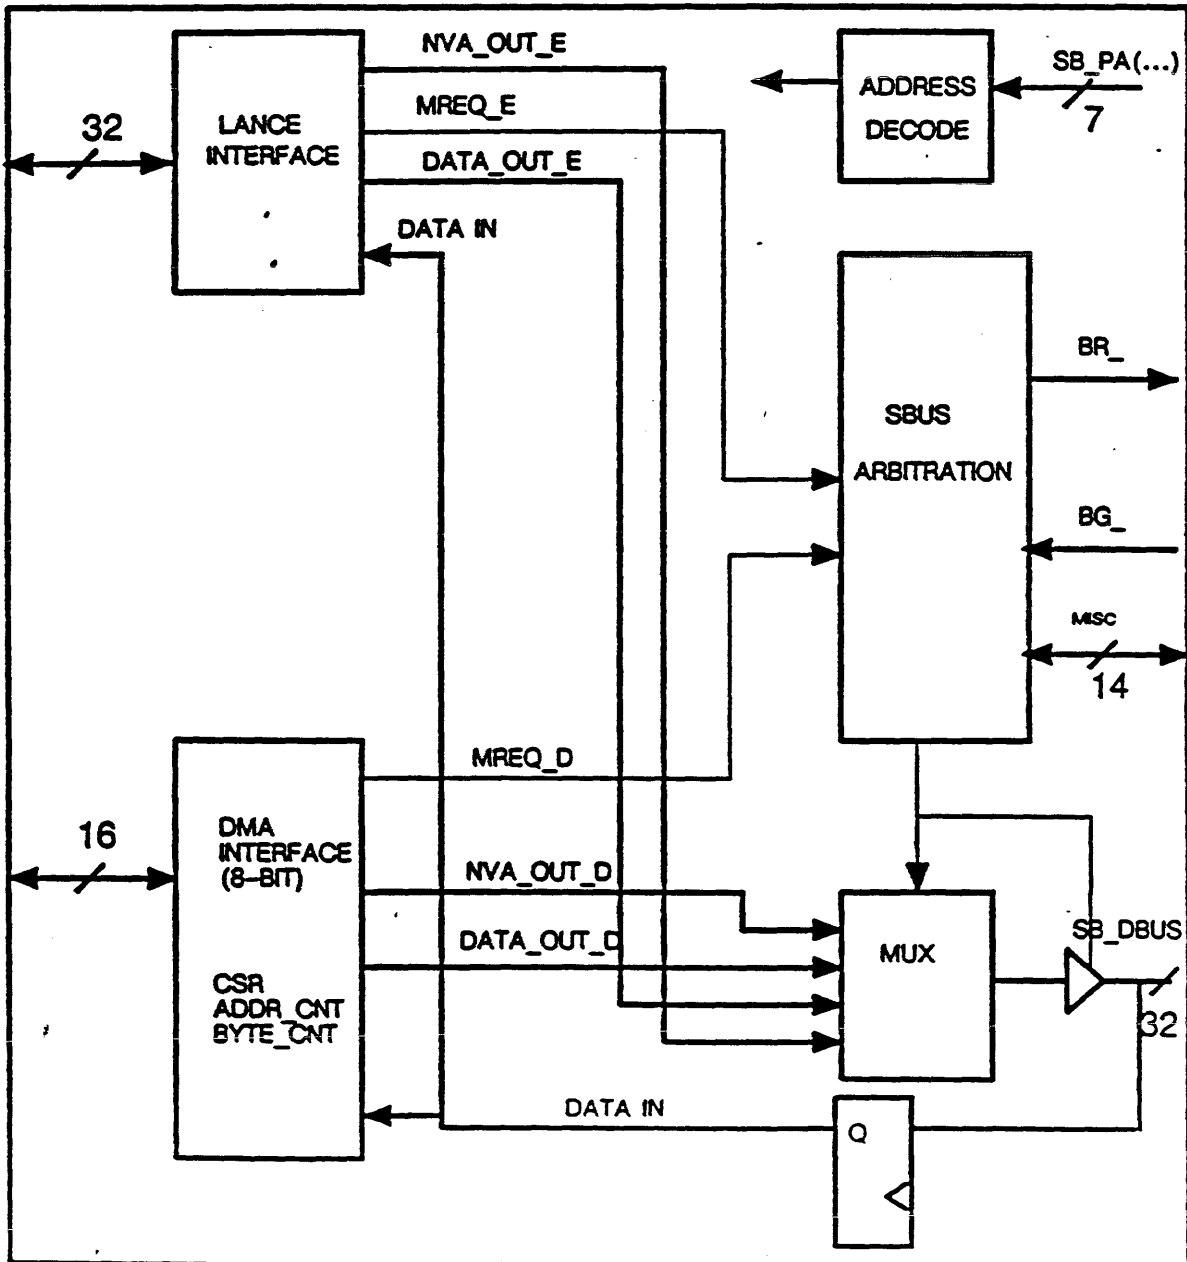 NVA_OUT_E
MREQ_E
DATA_OUT_E
DATA IN
32
LANCE
INTERFACE
ADDRESS
DECODE
SB_PA(...)
7
SBUS
ARBITRATION
BR_
BG_
MISC
14
MREQ_D
16
DMA
INTERFACE
(8-BIT)
CSR
ADDR_CNT
BYTE_CNT
NVA_OUT_D
DATA_OUT_D
MUX
SB_DBUS
32
DATA IN
Q